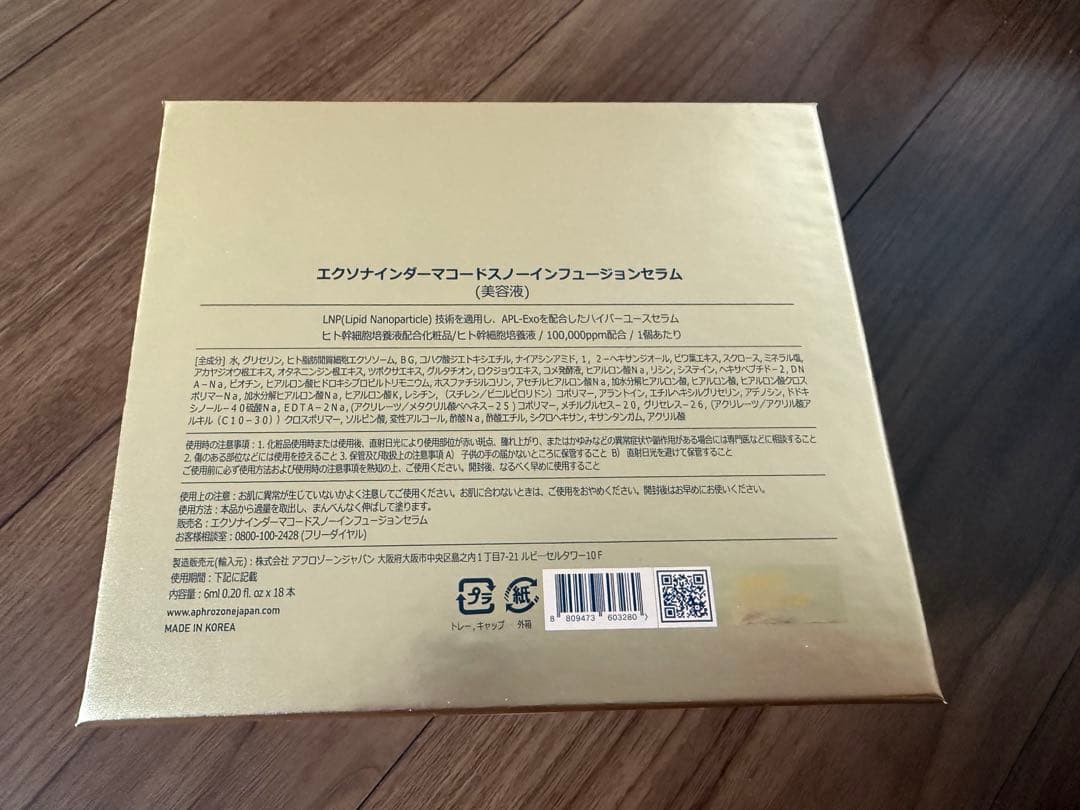 エクソナインダーマコードスノーインフュージョンセラム
(美容液)
LNP(Lipid Nanoparticle) 技術を適用し、APL-Exoを配合したハイパーユースセラム
ヒト幹細胞培養液配合化粧品/ヒト幹細胞培養液 / 100,000ppm配合 / 1個あたり
[全成分] 水, グリセリン, ヒト脂肪間質細胞エクソソーム, BG, コハク酸ジエトキシエチル, ナイアシンアミド, 1, 2-ヘキサンジオール, ビワ葉エキス, スクロース, ミネラル塩,
アカヤジオウ根エキス, オタネニンジン根エキス, ツボクサエキス, グルタチオン, ロクジョウエキス, コメ発酵液, ヒアルロン酸Na, リシン, システイン, ヘキサペプチド-2, DN
A-Na, ビオチン, ヒアルロン酸ヒドロキシプロピルトリモニウム, ホスファチジルコリン, アセチルヒアルロン酸Na, 加水分解ヒアルロン酸, ヒアルロン酸, ヒアルロン酸クロス
ポリマーNa, 加水分解ヒアルロン酸Na, ヒアルロン酸K, レシチン, (スチレン/ビニルピロリドン) コポリマー, アラントイン, エチルヘキシルグリセリン, アデノシン, ドドキ
シノール-40硫酸Na, EDTA-2Na, (アクリレーツ/メタクリル酸ベヘネス-25) コポリマー, メチルグルセス-20, グリセレス-26, (アクリレーツ/アクリル酸ア
ルキル (C10-30)) クロスポリマー, ソルビン酸, 変性アルコール, 酢酸Na, 酢酸エチル, シクロヘキサン, キサンタンガム, アクリル酸
使用時の注意事項 : 1. 化粧品使用時または使用後、直射日光により使用部位が赤い斑点、腫れ上がり、またはかゆみなどの異常症状や副作用がある場合には専門医などに相談すること
2. 傷のある部位などには使用を控えること 3. 保管及び取扱上の注意事項 A) 子供の手の届かないところに保管すること B) 直射日光を避けて保管すること
ご使用前に必ず使用方法および使用時の注意事項を熟知の上、ご使用ください。開封後、なるべく早めに使用すること
使用上の注意 : お肌に異常が生じていないかよく注意してご使用ください。お肌に合わないときは、ご使用をおやめください。開封後はお早めにお使いください。
使用方法 : 本品から適量を取出し、まんべんなく伸ばして塗ります。
販売名 : エクソナインダーマコードスノーインフュージョンセラム
お客様相談室 : 0800-100-2428 (フリーダイヤル)
製造販売元(輸入元) : 株式会社 アフロゾーンジャパン 大阪府大阪市中央区島之内1丁目7-21 ルビーセルタワー10F
使用期間 : 下記に記載
内容量 : 6ml 0.20 fl. oz x 18本
www.aphrozonejapan.com
MADE IN KOREA
プラ
トレー, キャップ
紙
外箱
8 809473 603280